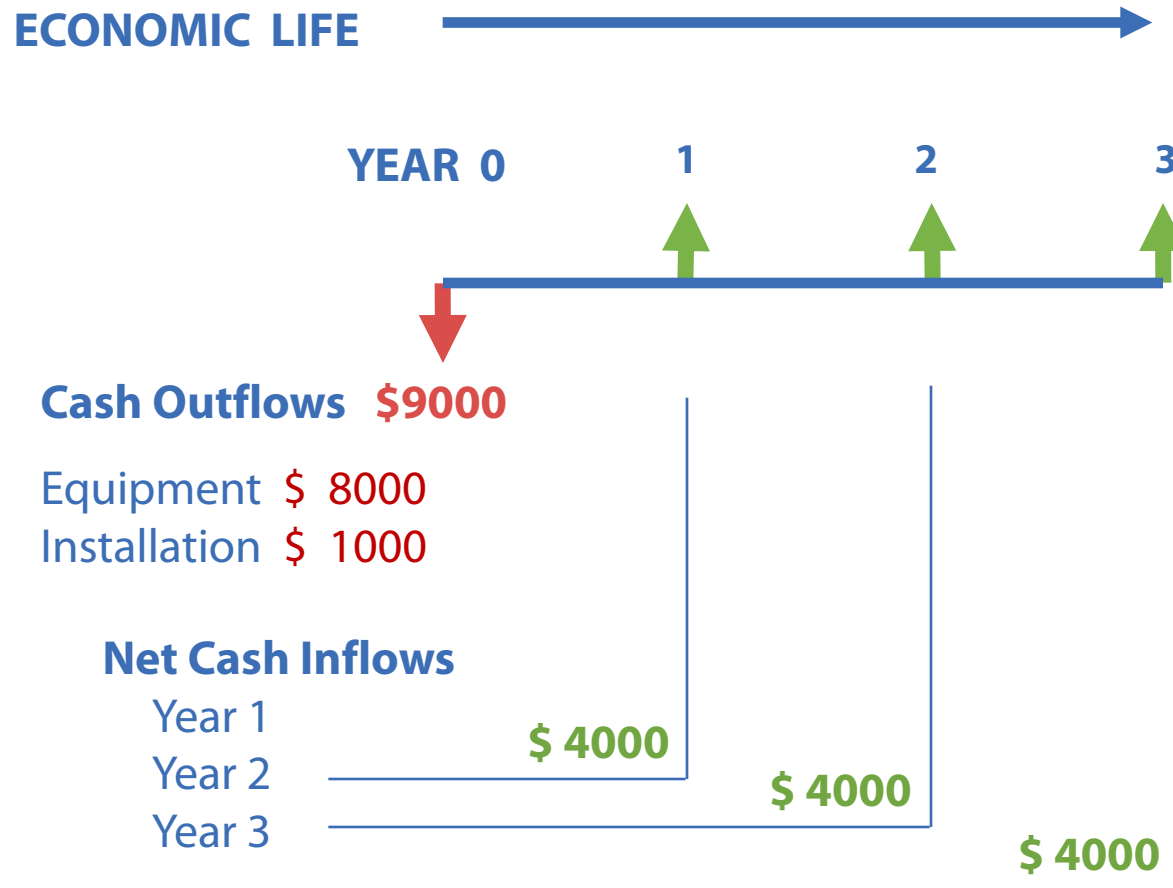 ECONOMIC LIFE
YEAR 0 1 2 3
Cash Outflows $9000
Equipment $ 8000
Installation $ 1000
Net Cash Inflows
Year 1
$ 4000
Year 2
$ 4000
Year 3
$ 4000